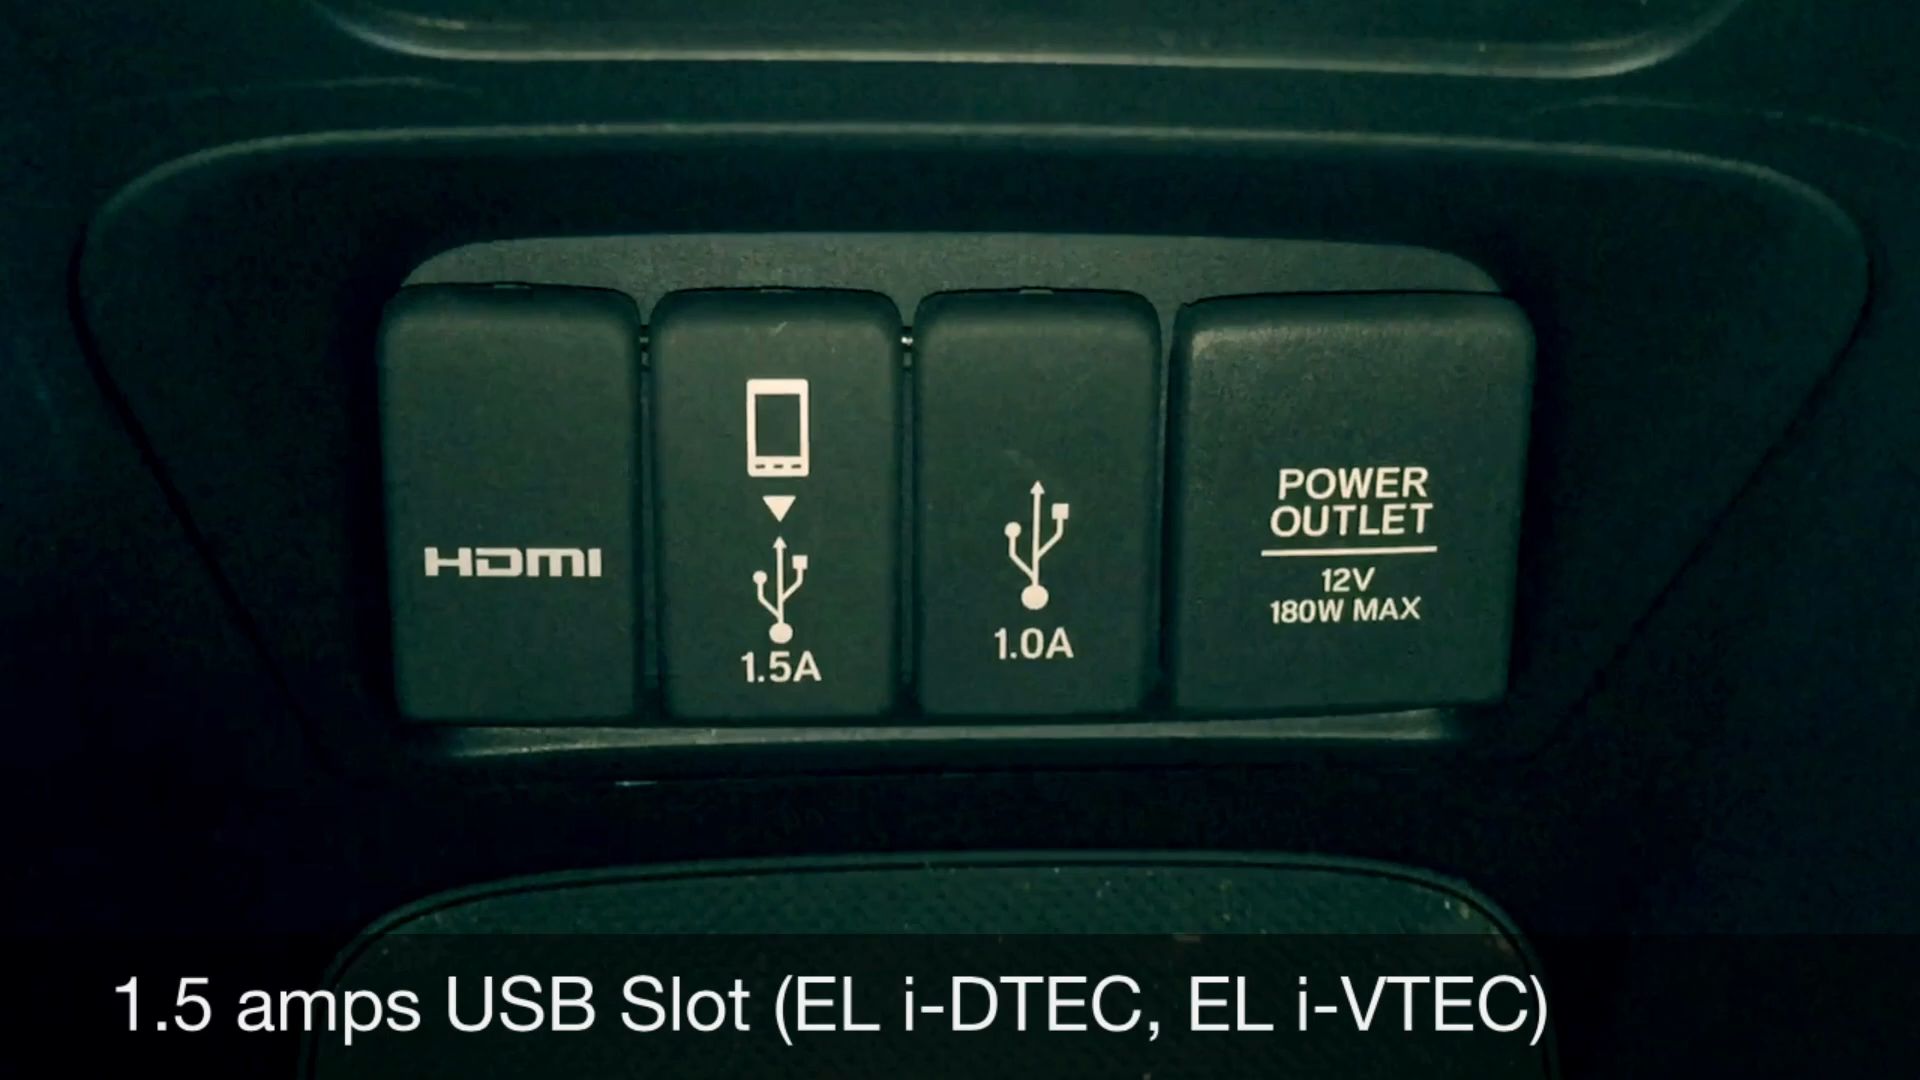 HDMI
1.5A
1.0A
POWER
OUTLET
12V
180W MAX
1.5 amps USB Slot (EL i-DTEC, EL i-VTEC)